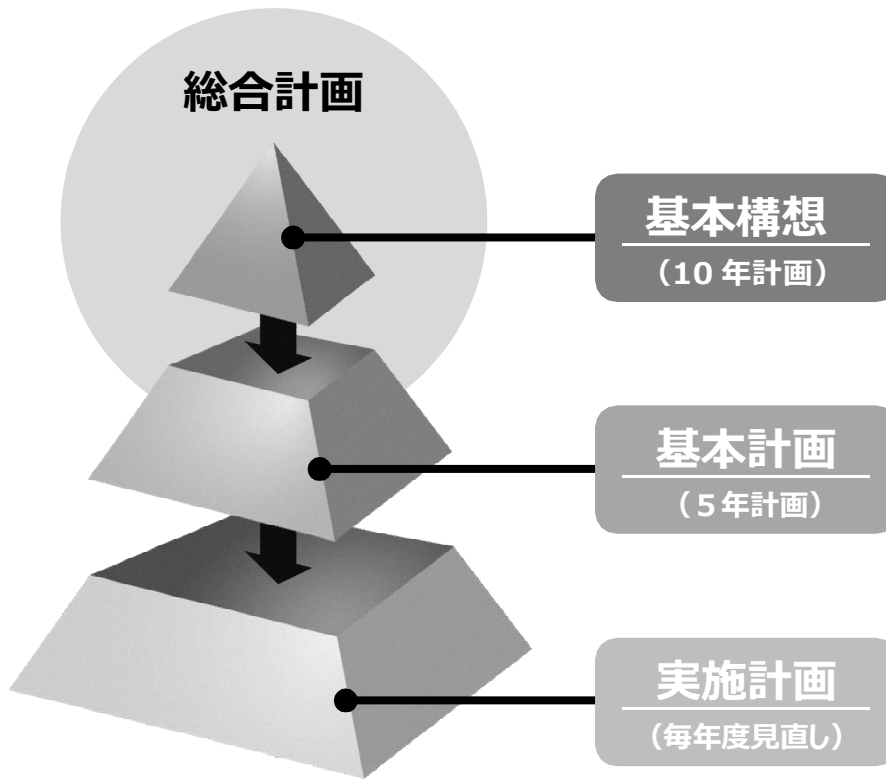 総合計画
基本構想
（10 年計画）
基本計画
（５年計画）
実施計画
（毎年度見直し）